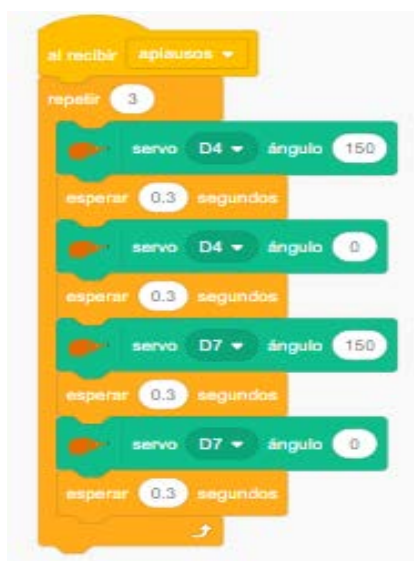 al recibir aplausos
repetir 3
servo D4 ángulo 150
esperar 0.3 segundos
servo D4 ángulo 0
esperar 0.3 segundos
servo D7 ángulo 150
esperar 0.3 segundos
servo D7 ángulo 0
esperar 0.3 segundos